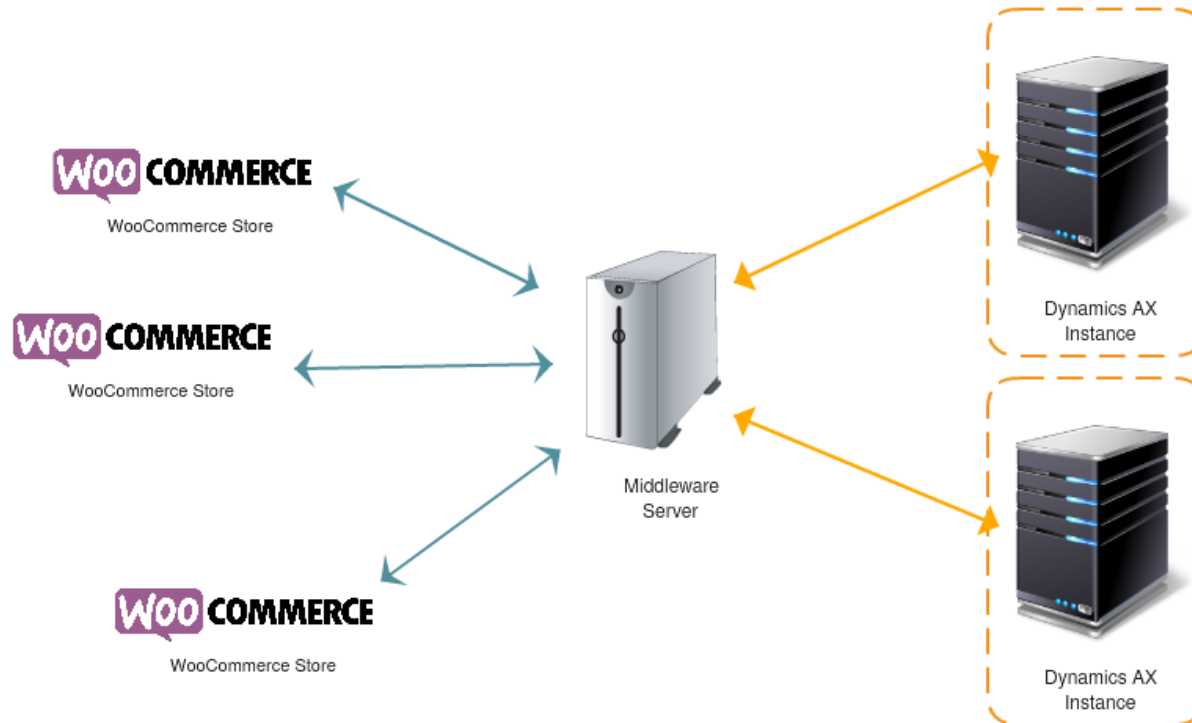 WOO COMMERCE
WooCommerce Store
WOO COMMERCE
WooCommerce Store
WOO COMMERCE
WooCommerce Store
Middleware
Server
Dynamics AX
Instance
Dynamics AX
Instance